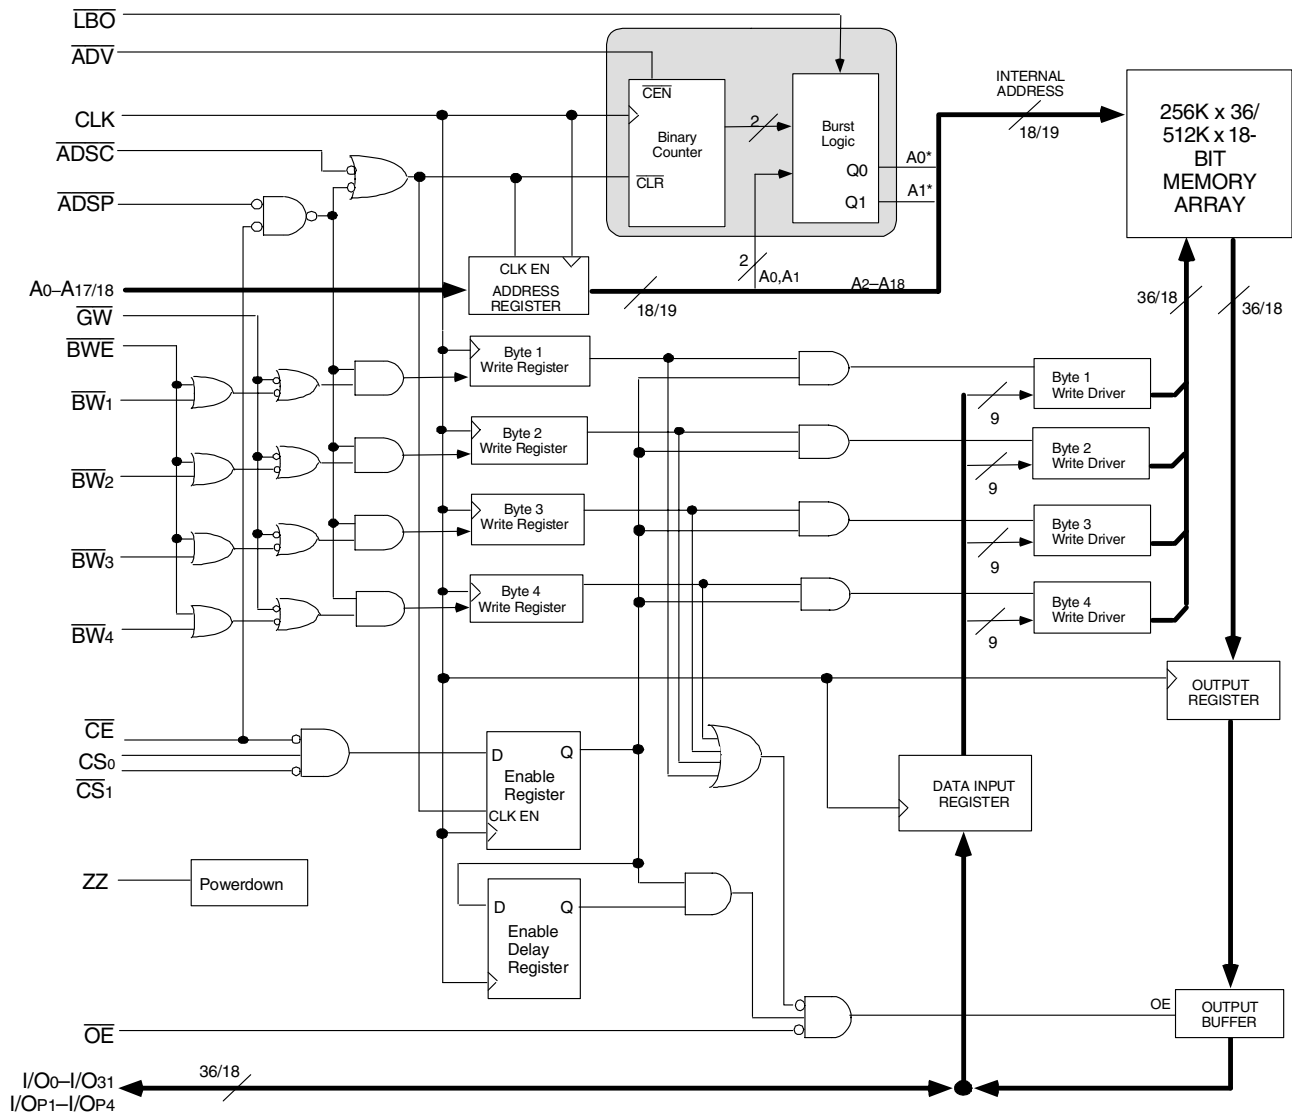 LBO
ADV
CLK
ADSC
ADSP
A0–A17/18
GW
BWE
BW1
BW2
BW3
BW4
CE
CS0
CS1
ZZ
Powerdown
OE
36/18
I/O0–I/O31
I/OP1–I/OP4
CEN
Binary
Counter
CLR
2
Burst
Logic
Q0
Q1
A0*
A1*
2
A0,A1
A2–A18
INTERNAL
ADDRESS
18/19
256K x 36/
512K x 18-
BIT
MEMORY
ARRAY
CLK EN
ADDRESS
REGISTER
18/19
36/18
36/18
Byte 1
Write Register
Byte 2
Write Register
Byte 3
Write Register
Byte 4
Write Register
Byte 1
Write Driver
9
Byte 2
Write Driver
9
Byte 3
Write Driver
9
Byte 4
Write Driver
9
OUTPUT
REGISTER
D
Q
Enable
Register
CLK EN
DATA INPUT
REGISTER
D
Q
Enable
Delay
Register
OE
OUTPUT
BUFFER